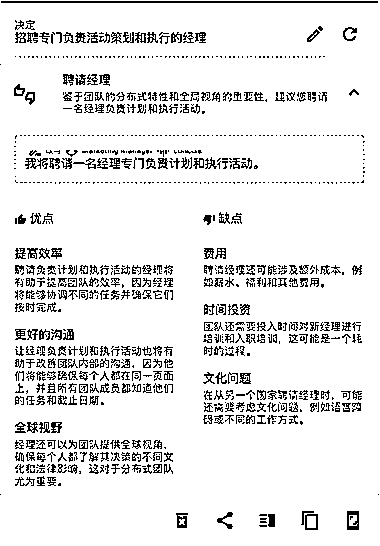 决定
招聘专门负责活动策划和执行的经理
聘请经理
鉴于团队的分布式特性和全局视角的重要性，建议您聘请
一名经理负责计划和执行活动。
我将聘请一名经理专门负责计划和执行活动。
优点
提高效率
聘请负责计划和执行活动的经理将
有助于提高团队的效率，因为经理
将能够协调不同的任务并确保它们
按时完成。
更好的沟通
让经理负责计划和执行活动也将有
助于改善团队内部的沟通，因为他
们将能够确保每个人都在同一页面
上，并且所有团队成员都知道他们
的任务和截止日期。
全球视野
经理还可以为团队提供全球视角，
确保每个人都了解其决策的不同文
化和法律影响，这对于分布式团队
尤为重要。
缺点
费用
聘请经理还可能涉及额外成本，例
如薪水、福利和其他费用。
时间投资
团队还需要投入时间对新经理进行
培训和入职培训，这可能是一个耗
时的过程。
文化问题
在从另一个国家聘请经理时，可能
还需要考虑文化问题，例如语言障
碍或不同的工作方式。